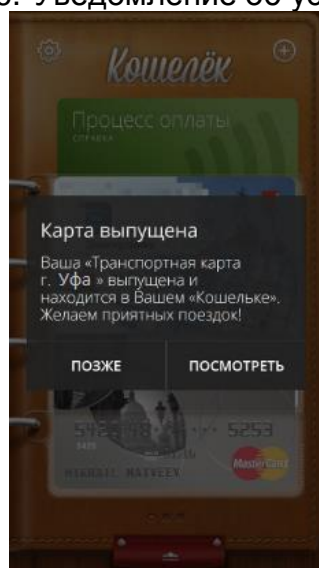 Кошелёк
Процесс оплаты
СПРАВКА
Карта выпущена
Ваша «Транспортная карта
г. Уфа » выпущена и
находится в Вашем «Кошельке».
Желаем приятных поездок!
ПОЗЖЕ
ПОСМОТРЕТЬ
5253
MasterCard